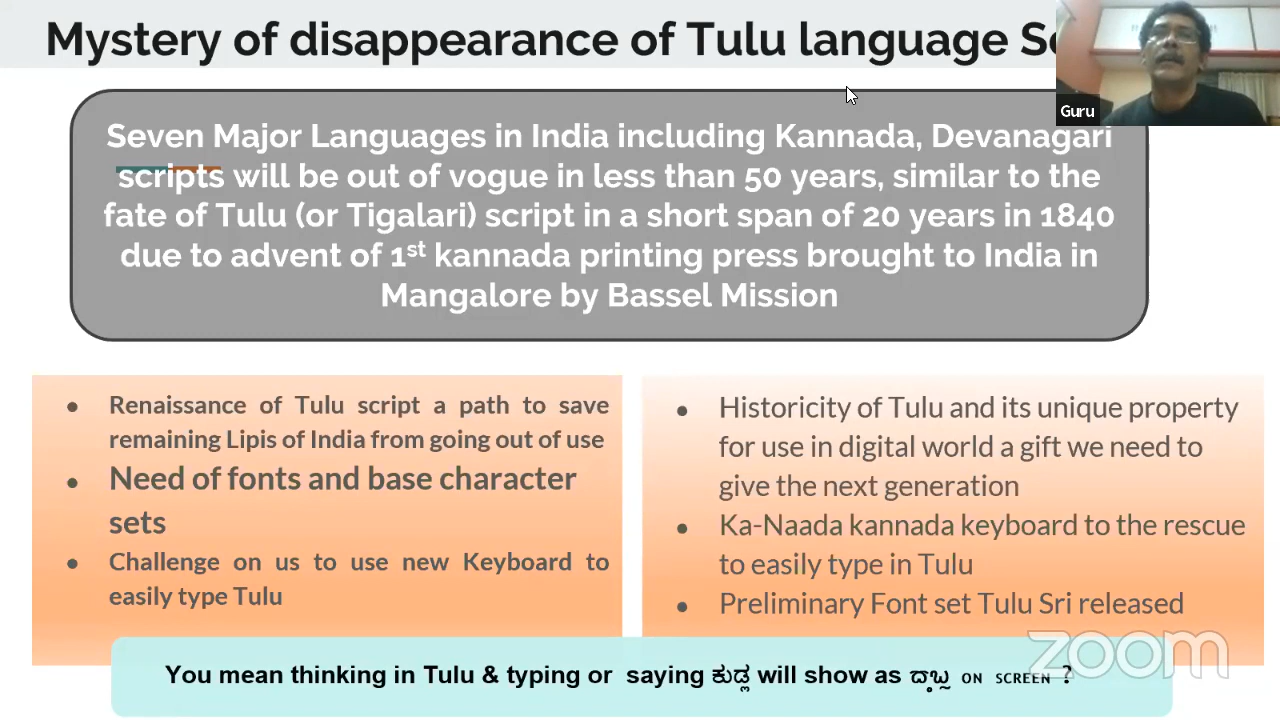 Mystery of disappearance of Tulu language
Guru
Seven Major Languages in India including Kannada, Devanagari
scripts will be out of vogue in less than 50 years, similar to the
fate of Tulu (or Tigalari) script in a short span of 20 years in 1840
due to advent of 1st kannada printing press brought to India in
Mangalore by Bassel Mission
● Renaissance of Tulu script a path to save
remaining Lipis of India from going out of use
● Need of fonts and base character
sets
● Challenge on us to use new Keyboard to
easily type Tulu
● Historicity of Tulu and its unique property
for use in digital world a gift we need to
give the next generation
● Ka-Naada kannada keyboard to the rescue
to easily type in Tulu
● Preliminary Font set Tulu Sri released
zoom
You mean thinking in Tulu & typing or saying ಕುಡ್ಲ will show as ON SCREEN ?